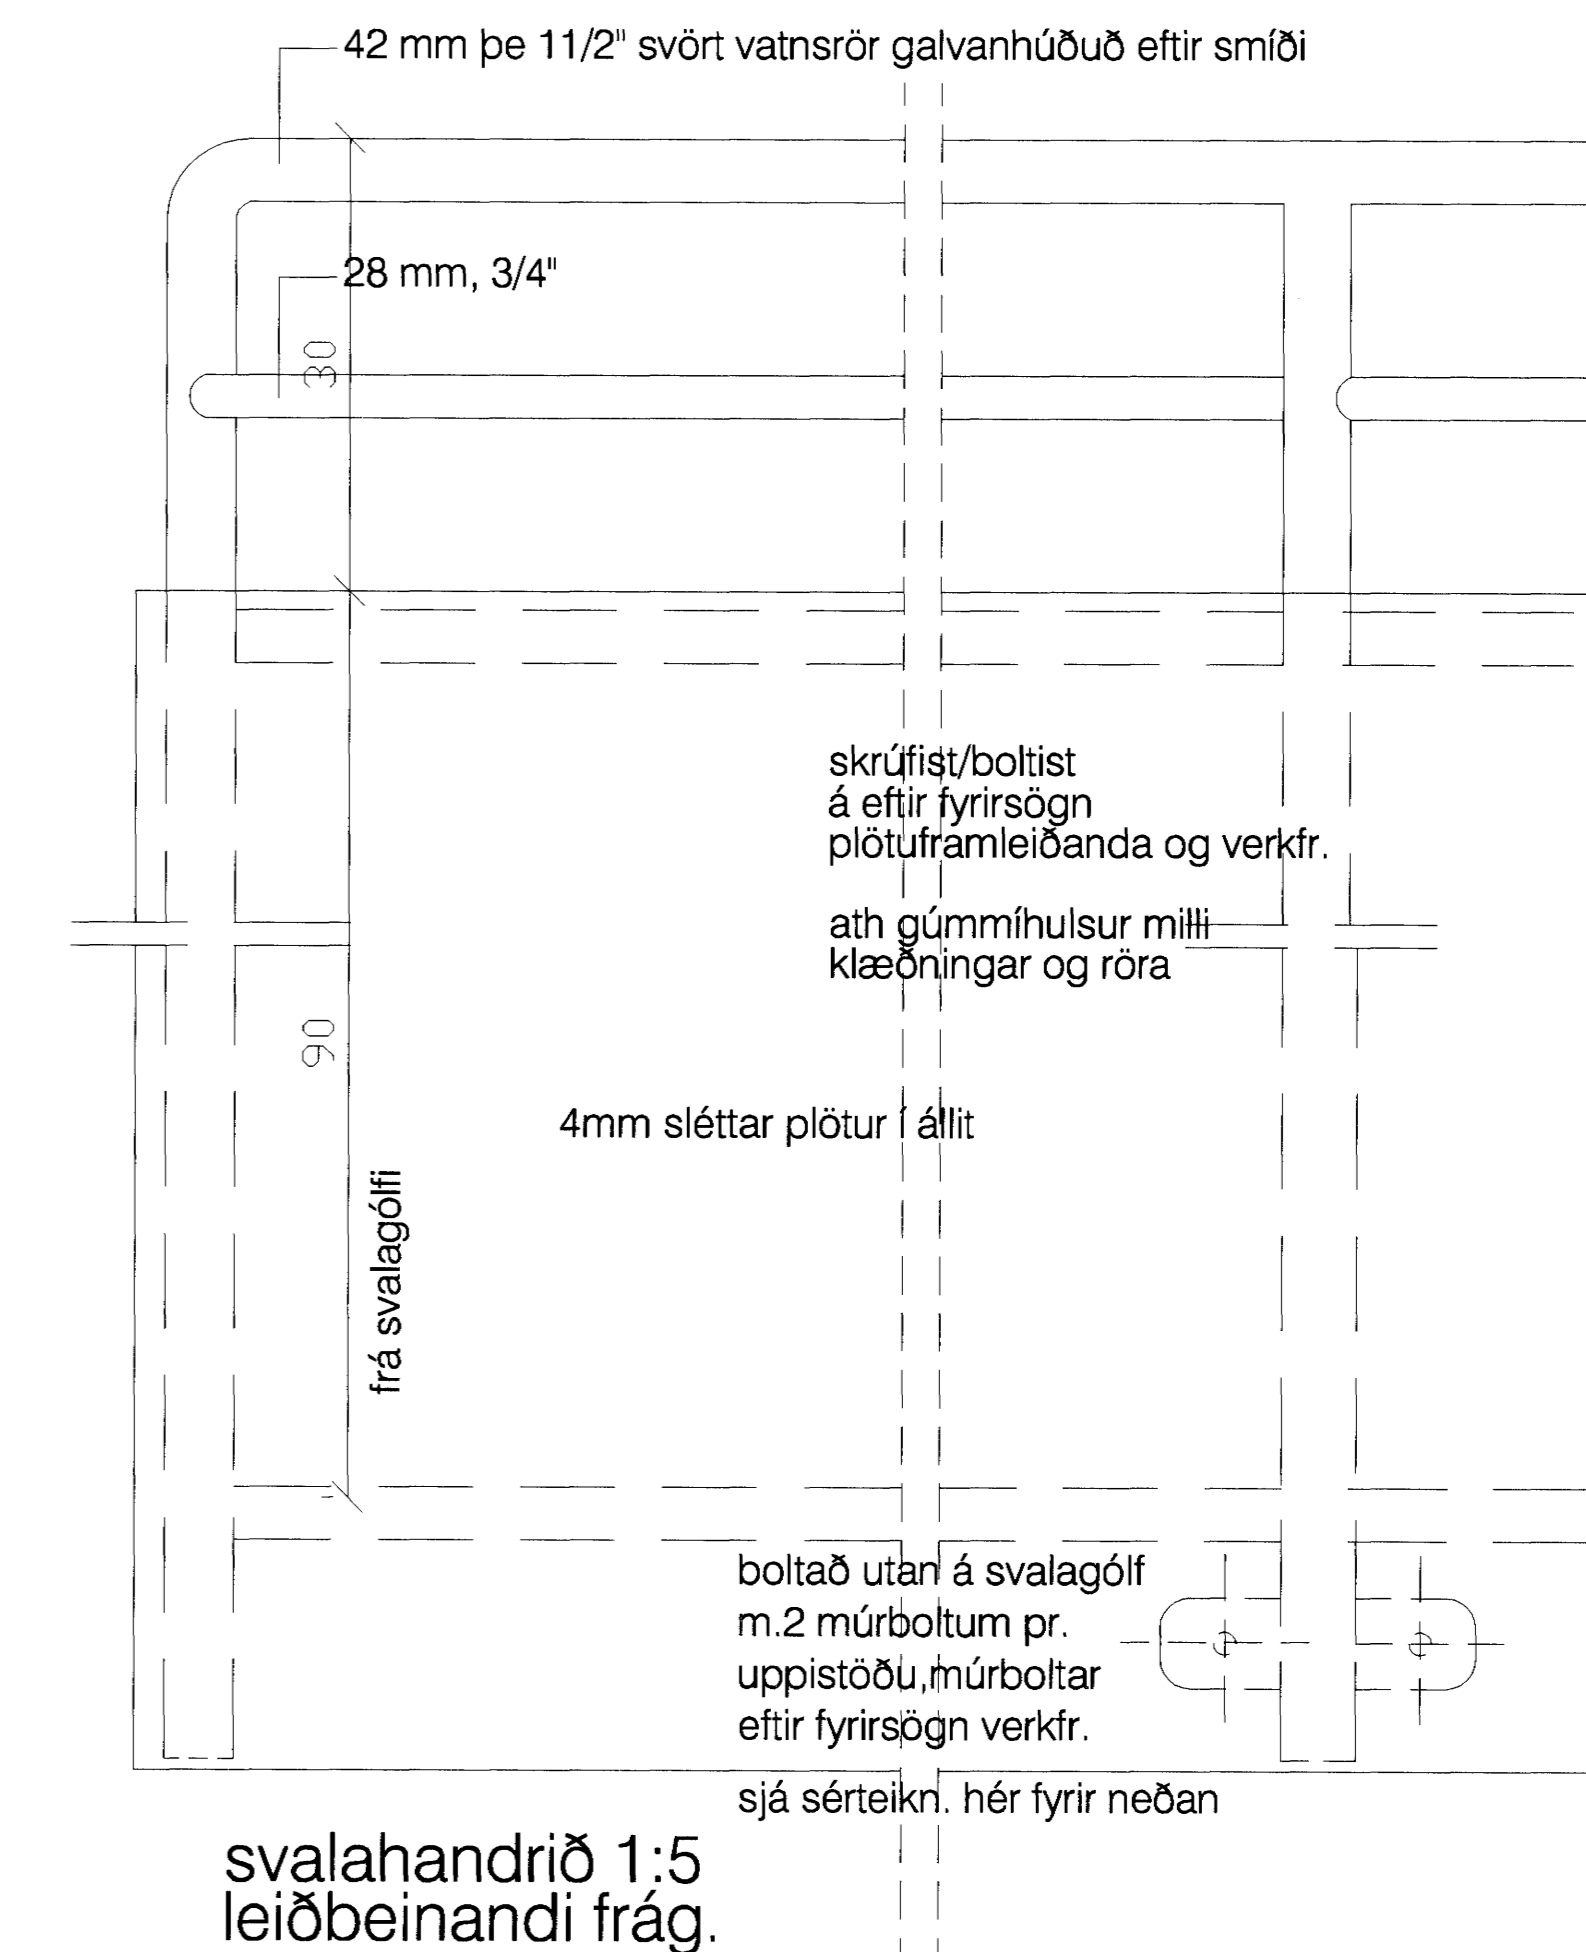 42 mm þe 11/2" svört vatnsrör galvanhúðuð eftir smíði
28 mm, 3/4"
30
skrúfist/boltist
á eftir fyrirsögn
plötuframleiðanda og verkfr.
ath gúmmíhulsur milli
klæðningar og röra
90
4mm sléttar plötur í állit
frá svalagólfi
boltað utan á svalagólf
m.2 múrboltum pr.
uppistöðu,múrboltar
eftir fyrirsögn verkfr.
sjá sérteikn. hér fyrir neðan
svalahandrið 1:5
leiðbeinandi frág.